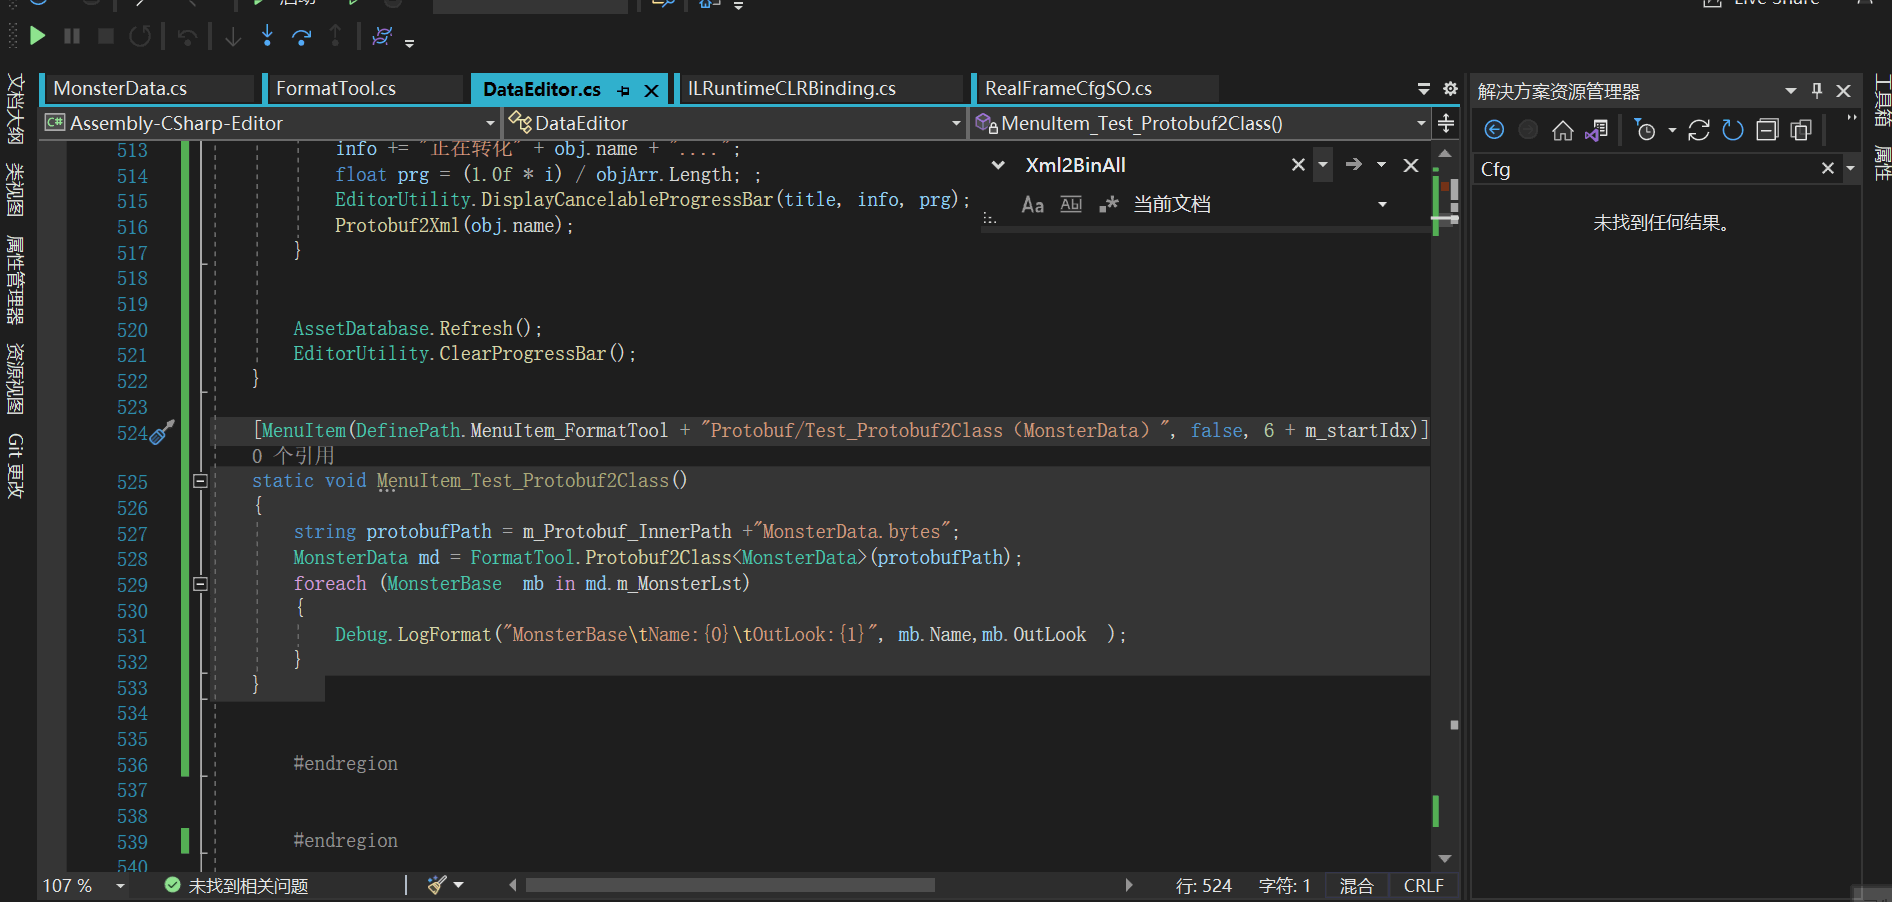 启动
Live Share
MonsterData.cs
FormatTool.cs
DataEditor.cs
ILRuntimeCLRBinding.cs
RealFrameCfgSO.cs
解决方案资源管理器
文档大纲
类视图
属性管理器
资源视图
Git 更改
工具箱
属性
C# Assembly-CSharp-Editor
DataEditor
MenuItem_Test_Protobuf2Class()
Xml2BinAll
Aa Abl .* 当前文档
Cfg
未找到任何结果。
513 info += "正在转化" + obj.name + "....";
514 float prg = (1.0f * i) / objArr.Length; ;
515 EditorUtility.DisplayCancelableProgressBar(title, info, prg);
516 Protobuf2Xml(obj.name);
517 }
518
519
520 AssetDatabase.Refresh();
521 EditorUtility.ClearProgressBar();
522 }
523
524 [MenuItem(DefinePath.MenuItem_FormatTool + "Protobuf/Test_Protobuf2Class（MonsterData）", false, 6 + m_startIdx)]
0 个引用
525 static void MenuItem_Test_Protobuf2Class()
526 {
527 string protobufPath = m_Protobuf_InnerPath +"MonsterData.bytes";
528 MonsterData md = FormatTool.Protobuf2Class<MonsterData>(protobufPath);
529 foreach (MonsterBase  mb in md.m_MonsterLst)
530 {
531 Debug.LogFormat("MonsterBase\tName:{0}\tOutLook:{1}", mb.Name,mb.OutLook  );
532 }
533 }
534
535
536 #endregion
537
538
539 #endregion
540
107 %
未找到相关问题
行: 524
字符: 1
混合
CRLF